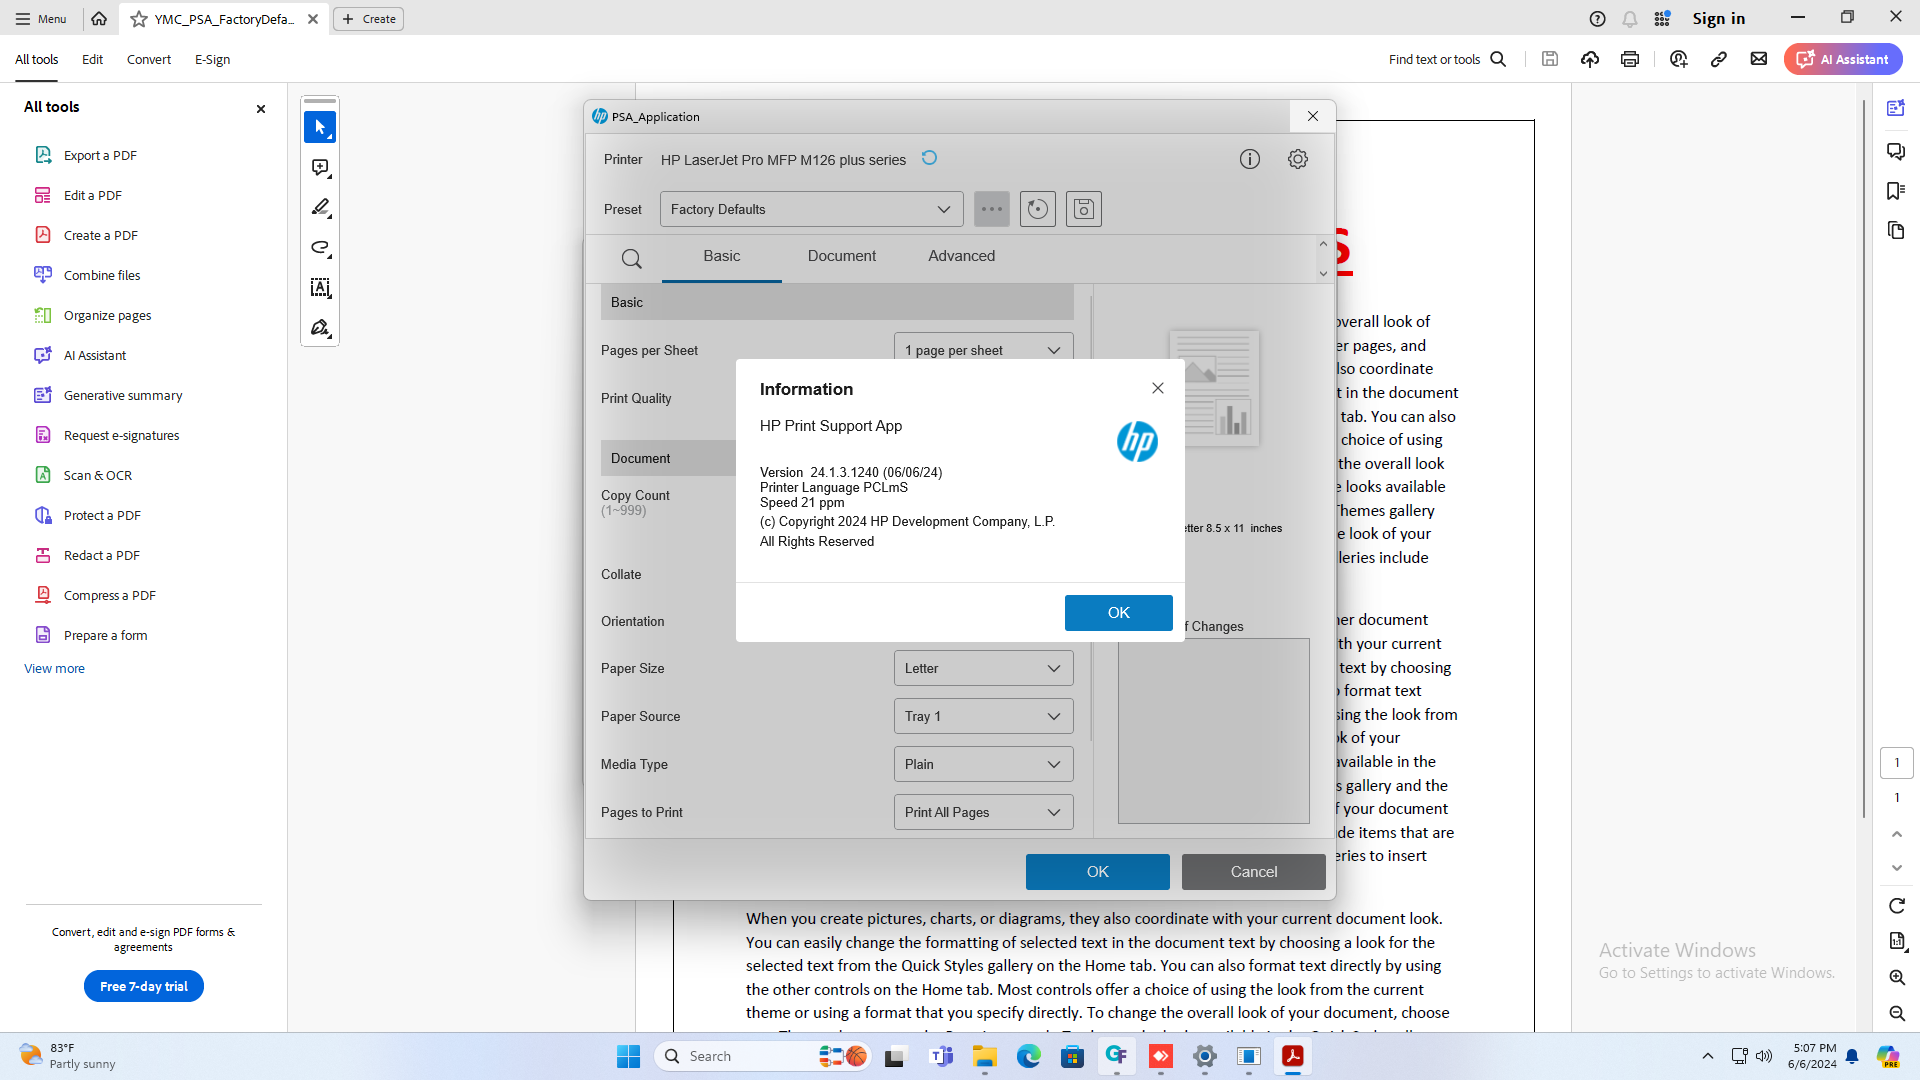 Menu
YMC_PSA_FactoryDefa...
Create
Sign in
All tools
Edit
Convert
E-Sign
Find text or tools
AI Assistant
All tools
Export a PDF
Edit a PDF
Create a PDF
Combine files
Organize pages
AI Assistant
Generative summary
Request e-signatures
Scan & OCR
Protect a PDF
Redact a PDF
Compress a PDF
Prepare a form
View more
Convert, edit and e-sign PDF forms &
agreements
Free 7-day trial
PSA_Application
Printer HP LaserJet Pro MFP M126 plus series
Preset Factory Defaults
Basic Document Advanced
Basic
Pages per Sheet 1 page per sheet
Print Quality
Document
Copy Count
(1~999)
Collate
Orientation
Paper Size Letter
Paper Source Tray 1
Media Type Plain
Pages to Print Print All Pages
8.5 x 11 inches
Changes
OK Cancel
Information
HP Print Support App
hp
Version 24.1.3.1240 (06/06/24)
Printer Language PCLmS
Speed 21 ppm
(c) Copyright 2024 HP Development Company, L.P.
All Rights Reserved
OK
S
overall look of
pages, and
coordinate
in the document
tab. You can also
choice of using
the overall look
looks available
Themes gallery
look of your
include
document
your current
text by choosing
format text
the look from
of your
available in the
gallery and the
your document
items that are
to insert
When you create pictures, charts, or diagrams, they also coordinate with your current document look.
You can easily change the formatting of selected text in the document text by choosing a look for the
selected text from the Quick Styles gallery on the Home tab. You can also format text directly by using
the other controls on the Home tab. Most controls offer a choice of using the look from the current
theme or using a format that you specify directly. To change the overall look of your document, choose
1
1
Activate Windows
Go to Settings to activate Windows.
83°F
Partly sunny
Search
5:07 PM
6/6/2024